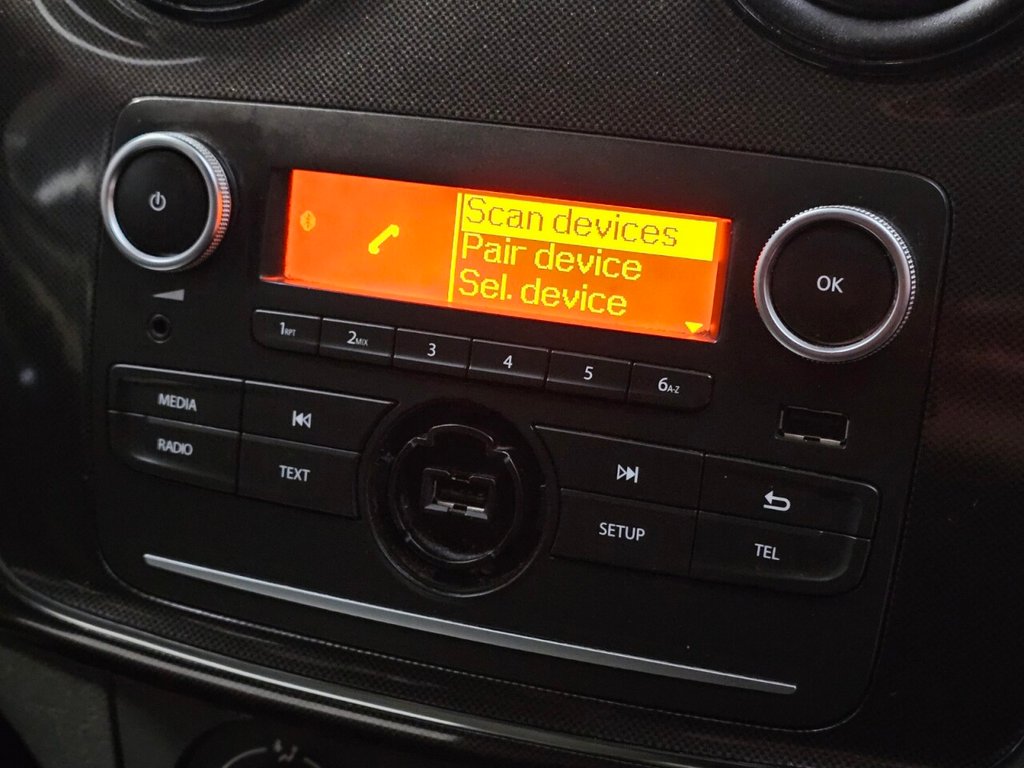 Scan devices
Pair device
Sel. device
OK
1RPT
2MIX
3
4
5
6A-Z
MEDIA
RADIO
TEXT
SETUP
TEL